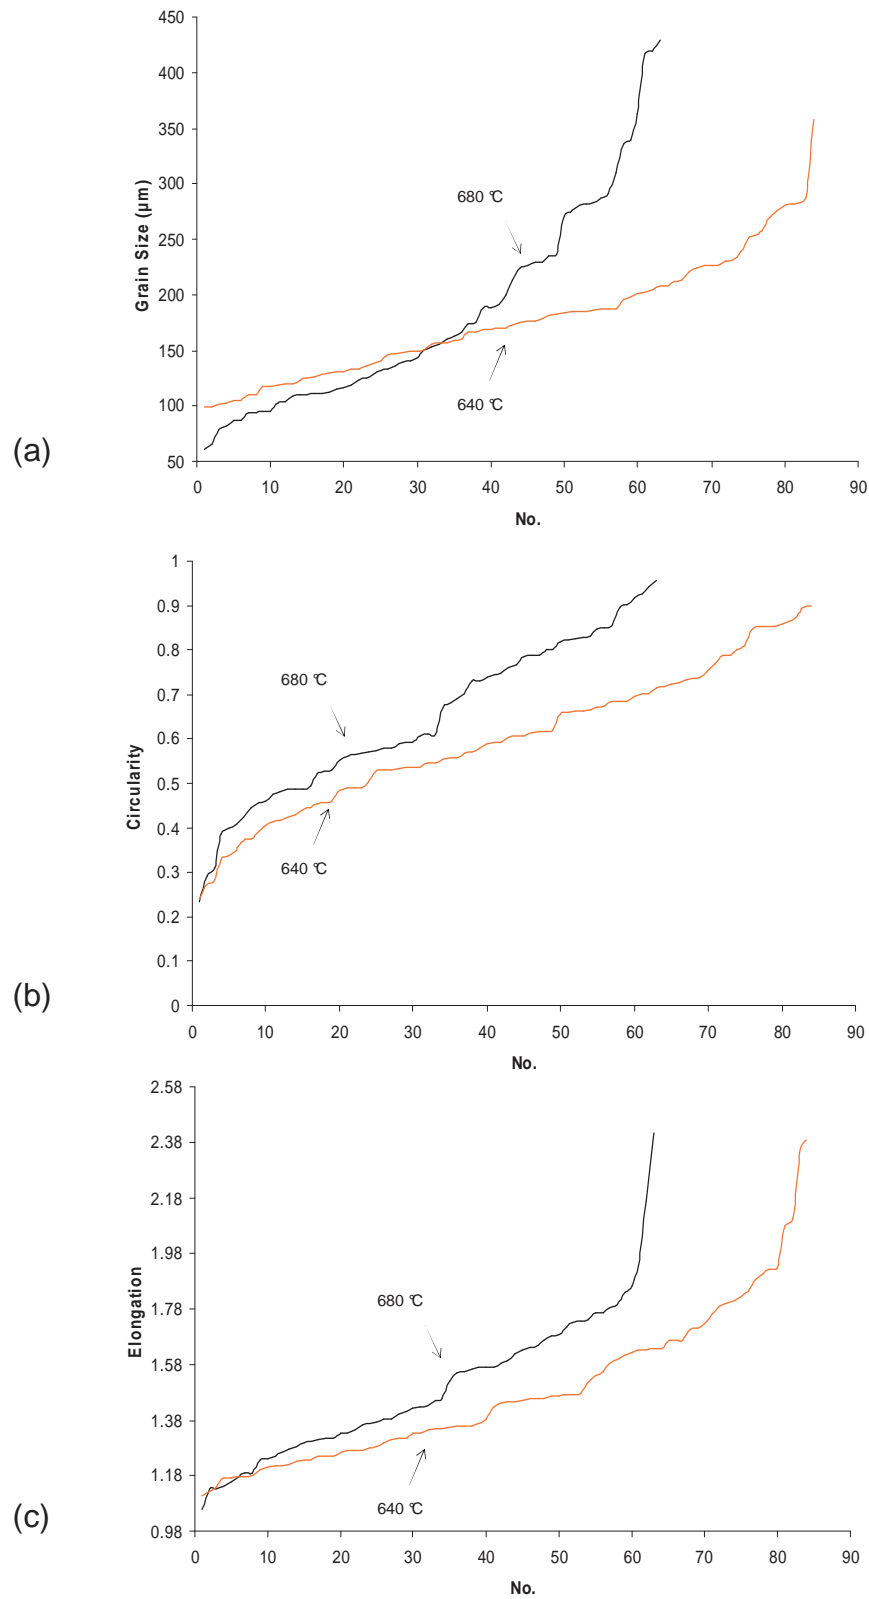 450
400
350
300
250
200
150
100
50
Grain Size (µm)
680 °C
640 °C
0 10 20 30 40 50 60 70 80 90
No.
(a)
1
0.9
0.8
0.7
0.6
0.5
0.4
0.3
0.2
0.1
0
Circularity
680 °C
640 °C
0 10 20 30 40 50 60 70 80 90
No.
(b)
2.58
2.38
2.18
1.98
1.78
1.58
1.38
1.18
0.98
Elongation
680 °C
640 °C
0 10 20 30 40 50 60 70 80 90
No.
(c)